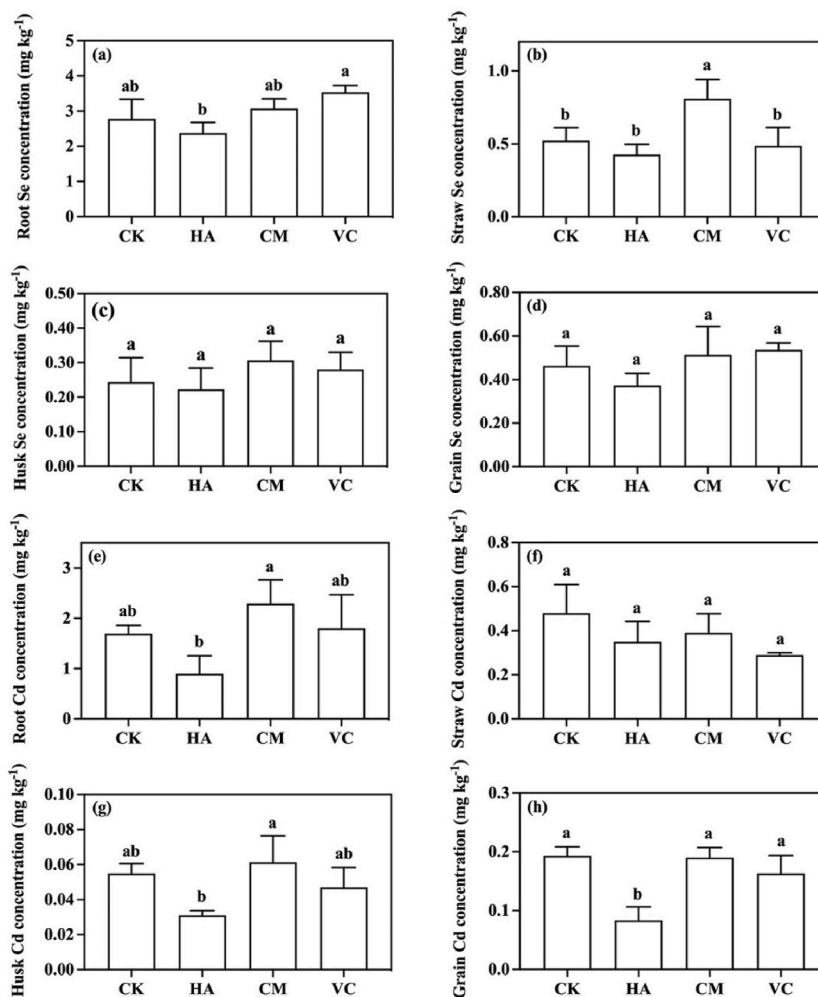 Root Se concentration (mg kg-1)
(a)
5
4
3
2
1
0
ab
b
ab
a
CK HA CM VC
Straw Se concentration (mg kg-1)
(b)
1.0
0.5
0.0
b
b
a
b
CK HA CM VC
Husk Se concentration (mg kg-1)
(c)
0.50
0.40
0.30
0.20
0.10
0.00
a
a
a
a
CK HA CM VC
Grain Se concentration (mg kg-1)
(d)
0.80
0.60
0.40
0.20
0.00
a
a
a
a
CK HA CM VC
Root Cd concentration (mg kg-1)
(e)
3
2
1
0
ab
b
a
ab
CK HA CM VC
Straw Cd concentration (mg kg-1)
(f)
0.8
0.6
0.4
0.2
0.0
a
a
a
a
CK HA CM VC
Husk Cd concentration (mg kg-1)
(g)
0.10
0.08
0.06
0.04
0.02
0.00
ab
b
a
ab
CK HA CM VC
Grain Cd concentration (mg kg-1)
(h)
0.3
0.2
0.1
0.0
a
b
a
a
CK HA CM VC